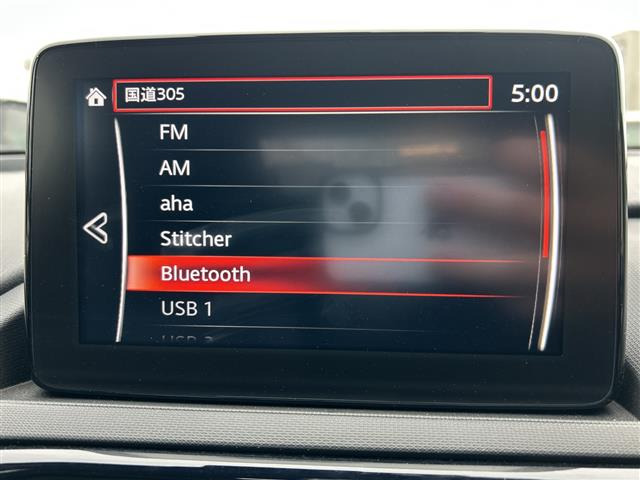 国道305
5:00
FM
AM
aha
Stitcher
Bluetooth
USB 1